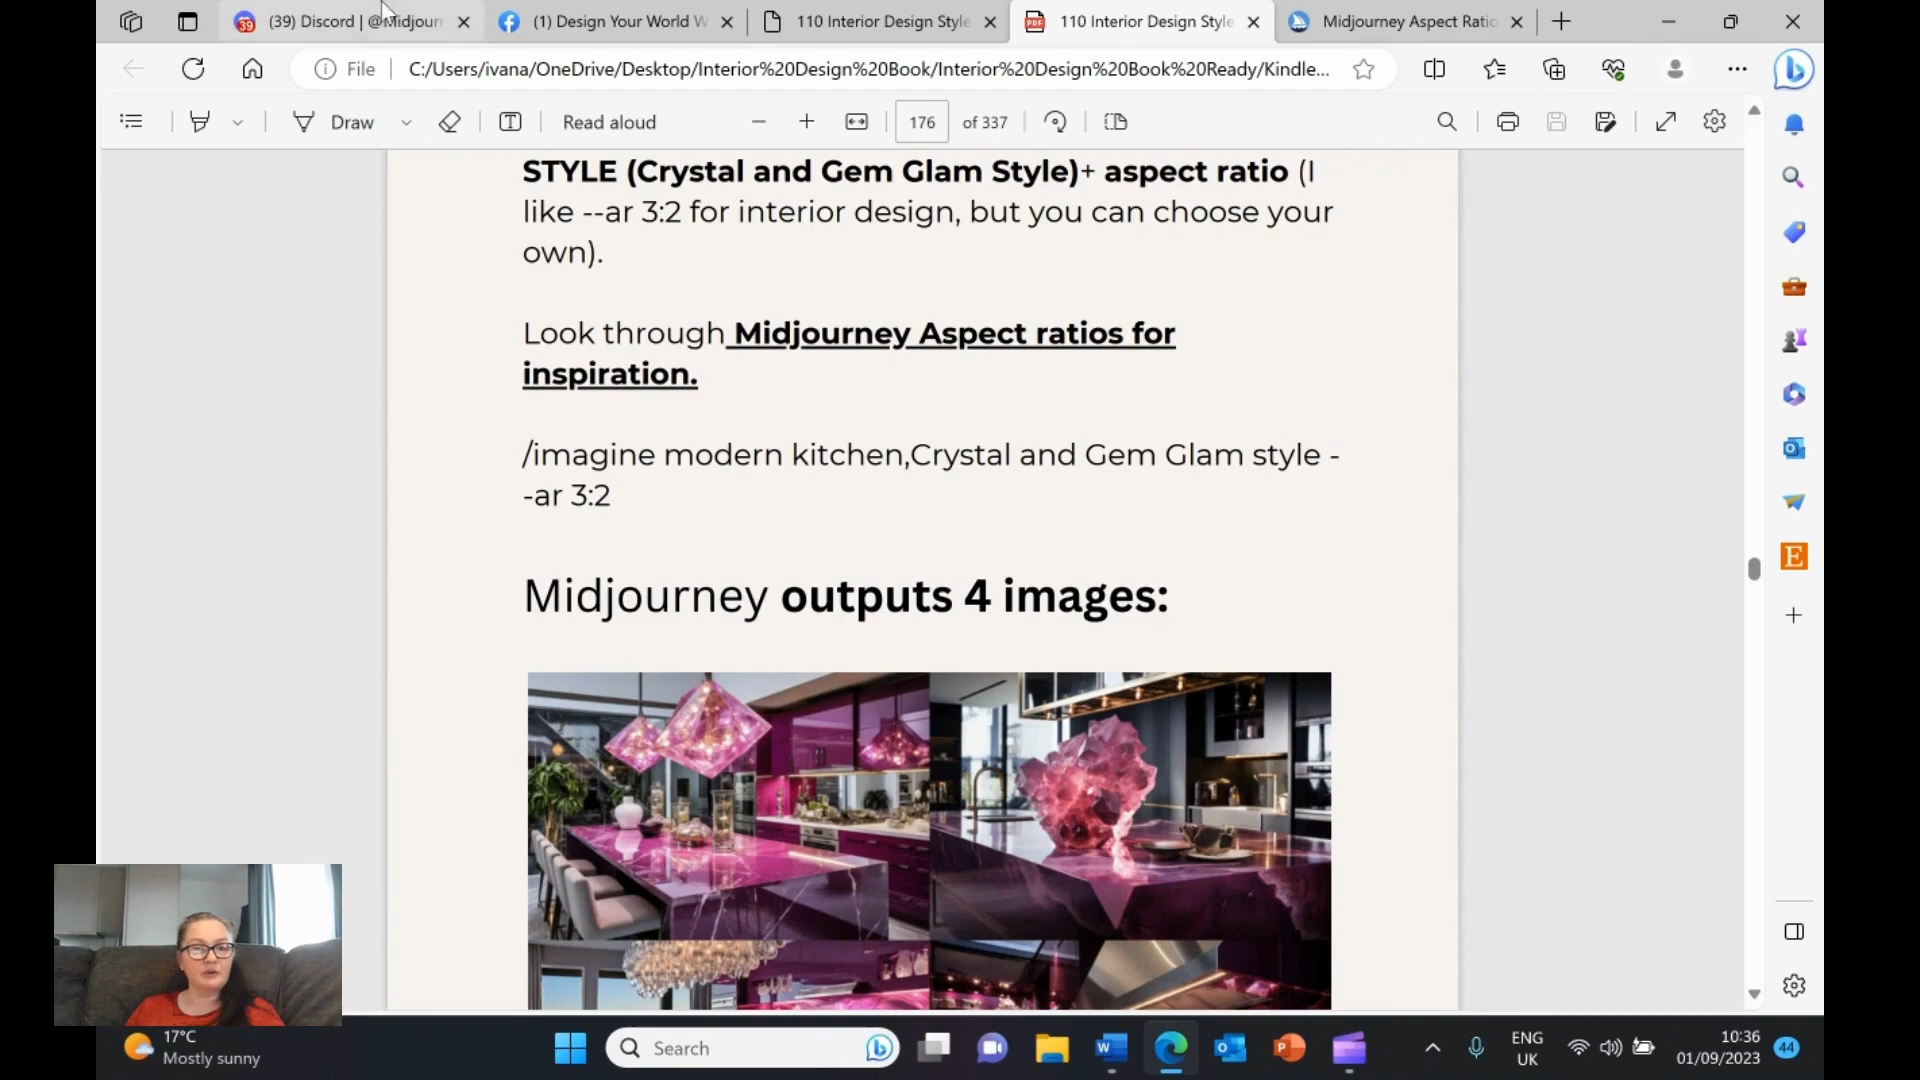 (39) Discord | @Midjourn
(1) Design Your World W
110 Interior Design Style
110 Interior Design Style
Midjourney Aspect Ratio
File
C:/Users/ivana/OneDrive/Desktop/Interior%20Design%20Book/Interior%20Design%20Book%20Ready/Kindle...
Draw
Read aloud
176
of 337
STYLE (Crystal and Gem Glam Style)+ aspect ratio (I
like --ar 3:2 for interior design, but you can choose your
own).
Look through Midjourney Aspect ratios for
inspiration.
/imagine modern kitchen,Crystal and Gem Glam style -
-ar 3:2
Midjourney outputs 4 images:
17°C
Mostly sunny
Search
ENG
UK
10:36
01/09/2023
44